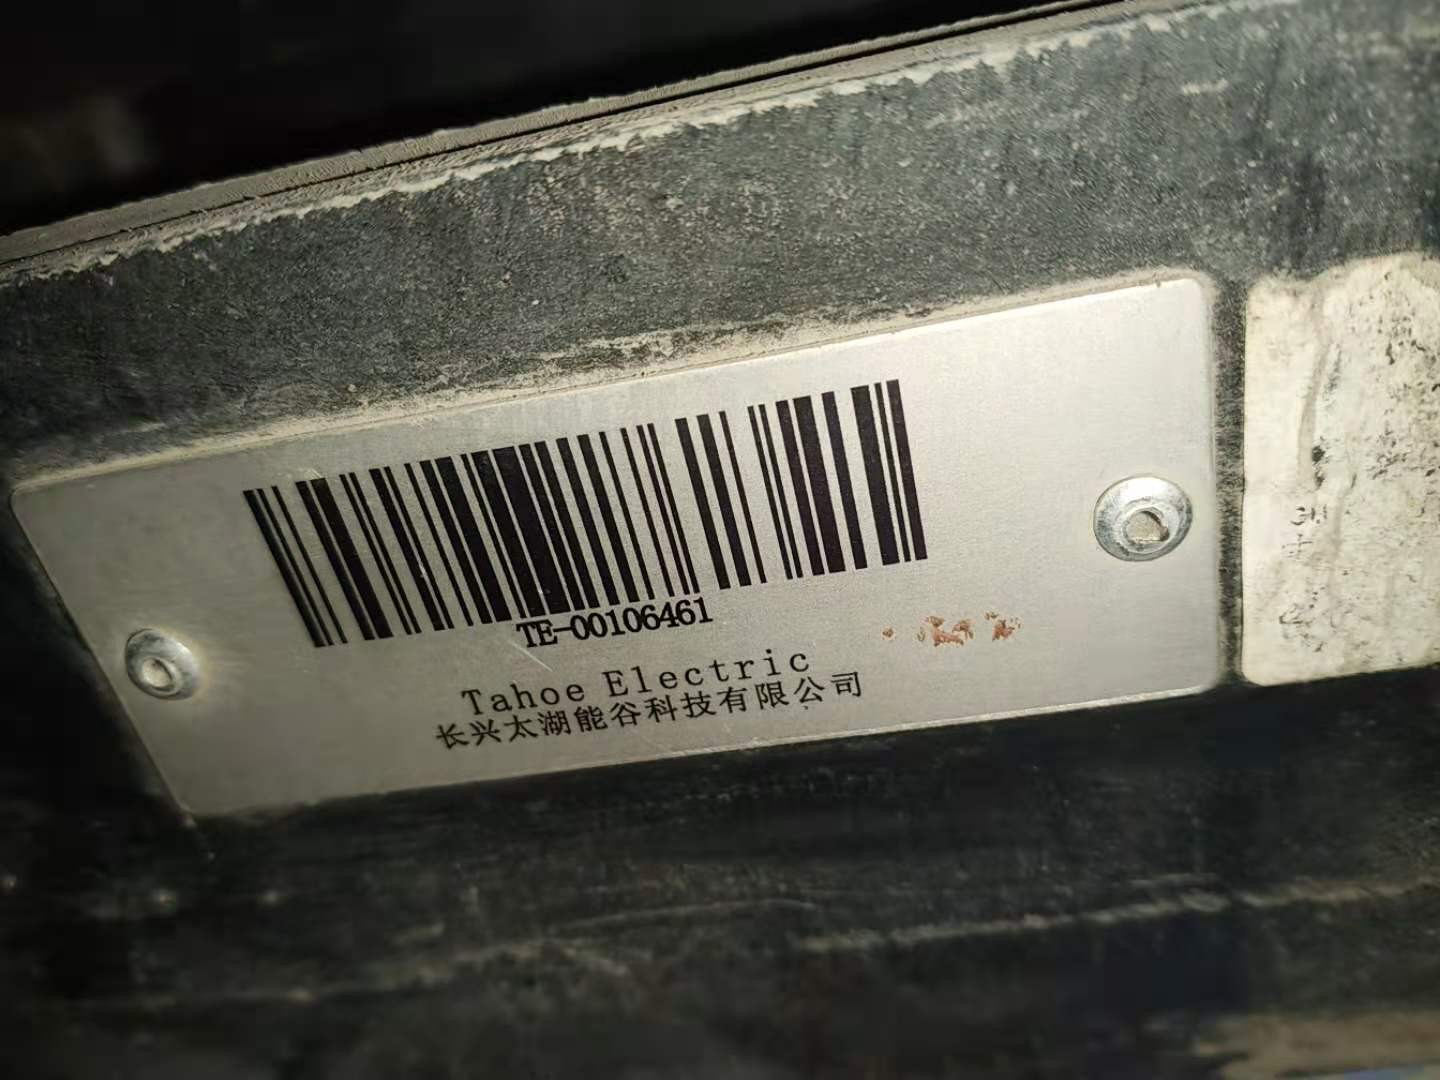 TE-00106461
Tahoe Electric
长兴太湖能谷科技有限公司